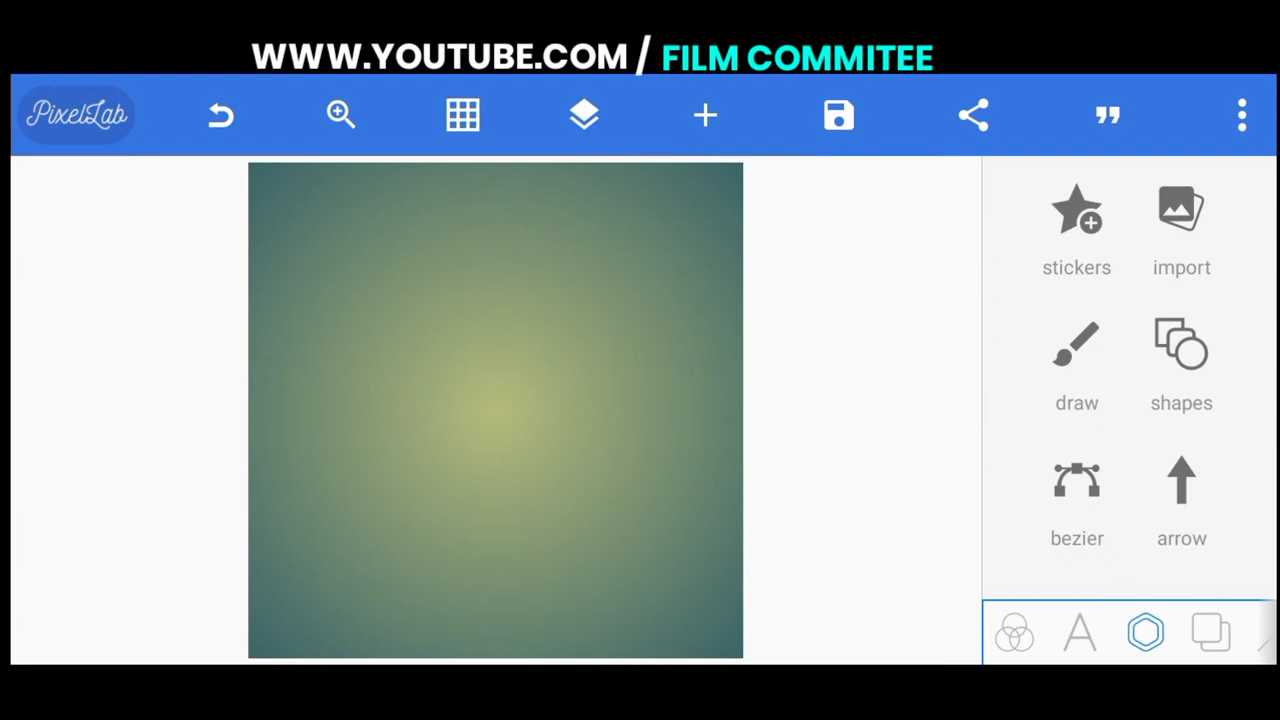 WWW.YOUTUBE.COM / FILM COMMITEE
PixelLab
stickers import
draw shapes
bezier arrow